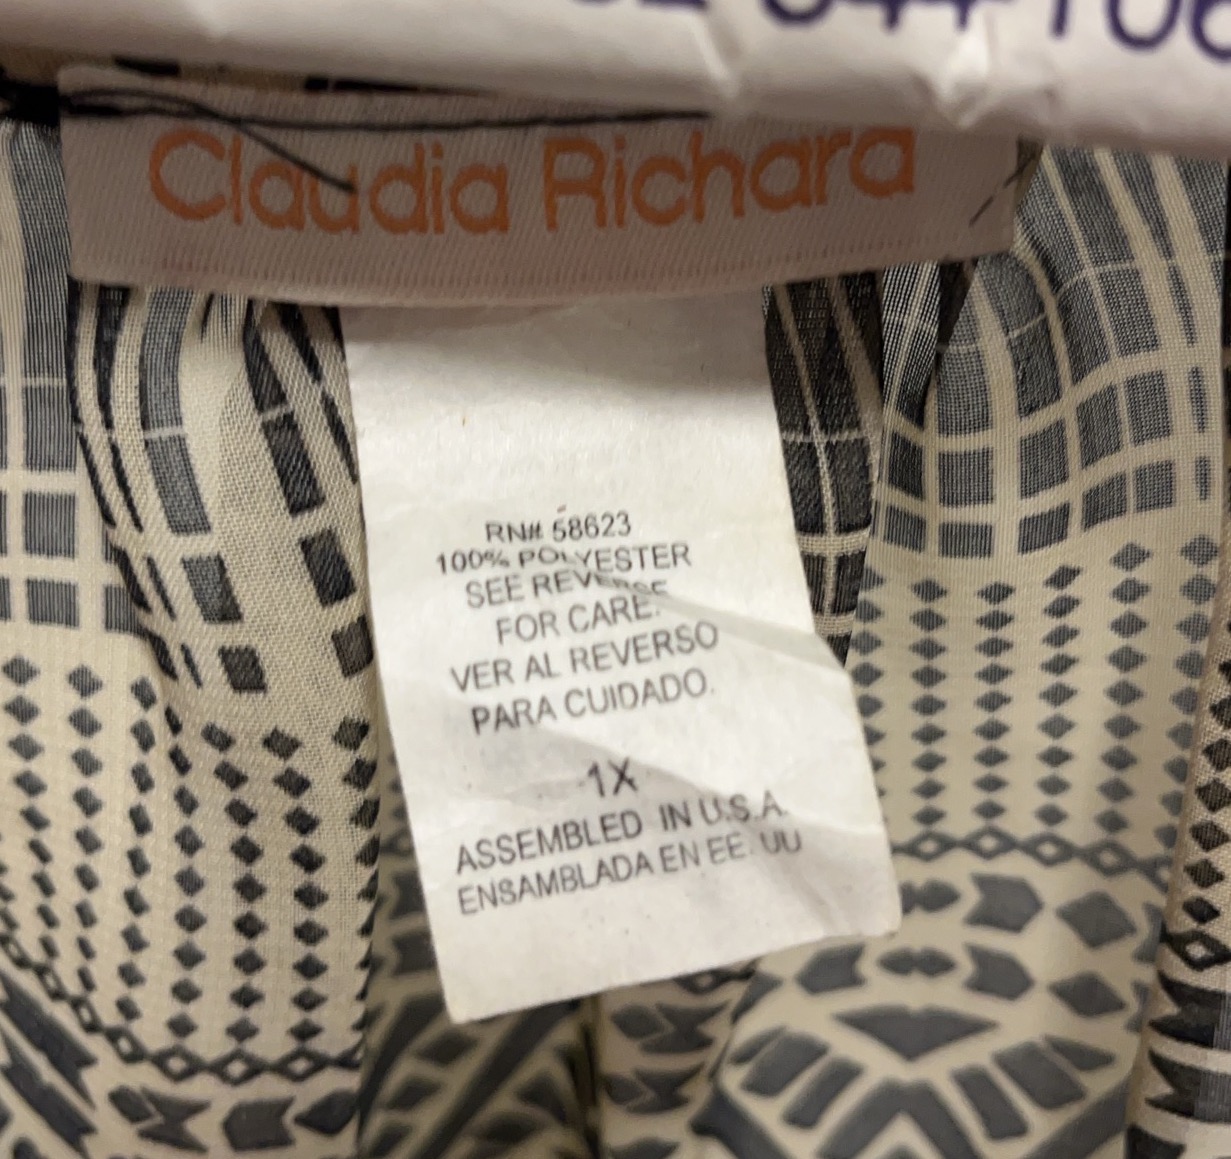 Claudia Richard
RN# 58623
100% POLYESTER
SEE REVERSE
FOR CARE.
VER AL REVERSO
PARA CUIDADO.
1X
ASSEMBLED IN U.S.A.
ENSAMBLADA EN EE. UU